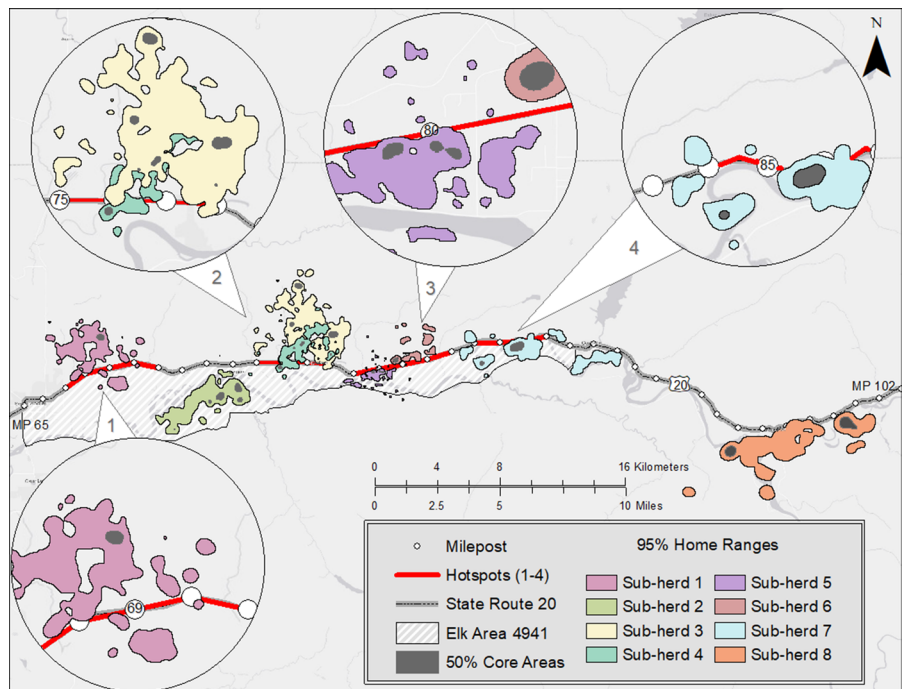 N
75
80
85
2
3
4
20
MP 102
MP 65
1
0 4 8 16 Kilometers
0 2.5 5 10 Miles
69
Milepost
Hotspots (1-4)
State Route 20
Elk Area 4941
50% Core Areas
95% Home Ranges
Sub-herd 1
Sub-herd 2
Sub-herd 3
Sub-herd 4
Sub-herd 5
Sub-herd 6
Sub-herd 7
Sub-herd 8